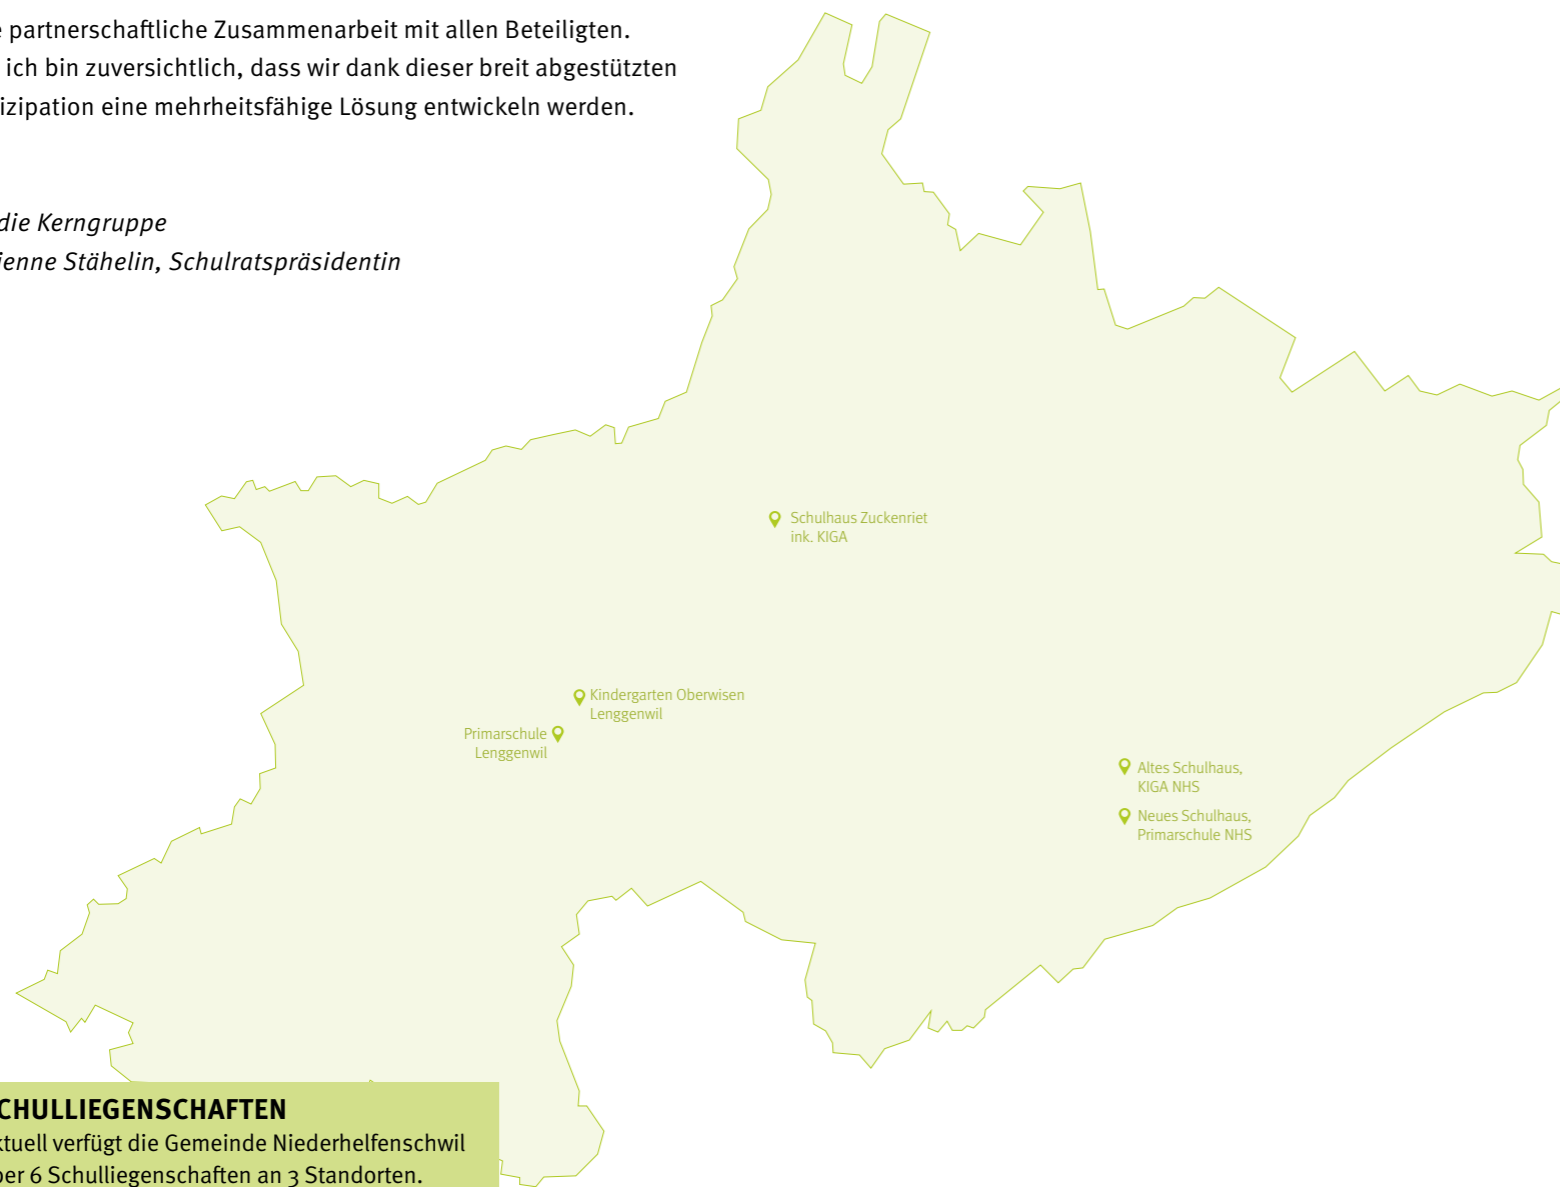 e partnerschaftliche Zusammenarbeit mit allen Beteiligten.
ich bin zuversichtlich, dass wir dank dieser breit abgestützten
izipation eine mehrheitsfähige Lösung entwickeln werden.
die Kerngruppe
ienne Stähelin, Schulratspräsidentin
Schulhaus Zuckenriet
ink. KIGA
Kindergarten Oberwisen
Lenggenwil
Primarschule
Lenggenwil
Altes Schulhaus,
KIGA NHS
Neues Schulhaus,
Primarschule NHS
CHULLIEGENSCHAFTEN
ktuell verfügt die Gemeinde Niederhelfenschwil
ber 6 Schulliegenschaften an 3 Standorten.